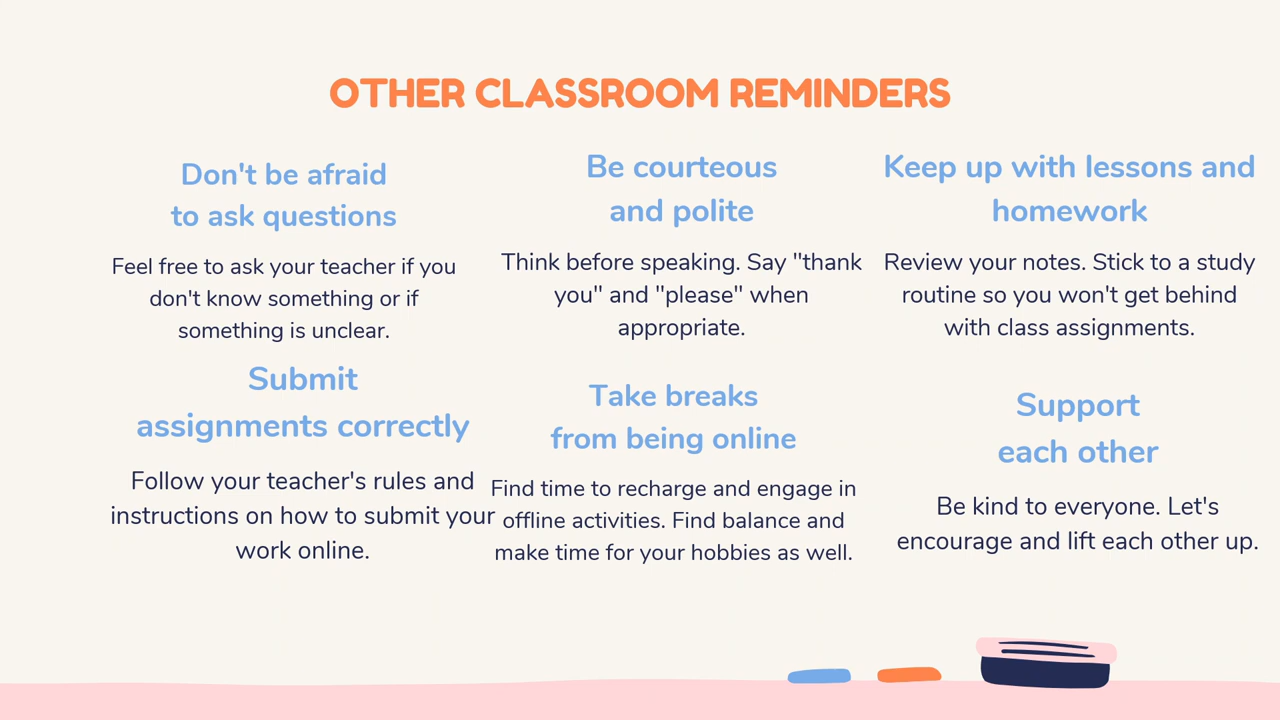 OTHER CLASSROOM REMINDERS
Don't be afraid
to ask questions
Feel free to ask your teacher if you
don't know something or if
something is unclear.
Be courteous
and polite
Think before speaking. Say "thank
you" and "please" when
appropriate.
Keep up with lessons and
homework
Review your notes. Stick to a study
routine so you won't get behind
with class assignments.
Submit
assignments correctly
Follow your teacher's rules and
instructions on how to submit your
work online.
Take breaks
from being online
Find time to recharge and engage in
offline activities. Find balance and
make time for your hobbies as well.
Support
each other
Be kind to everyone. Let's
encourage and lift each other up.